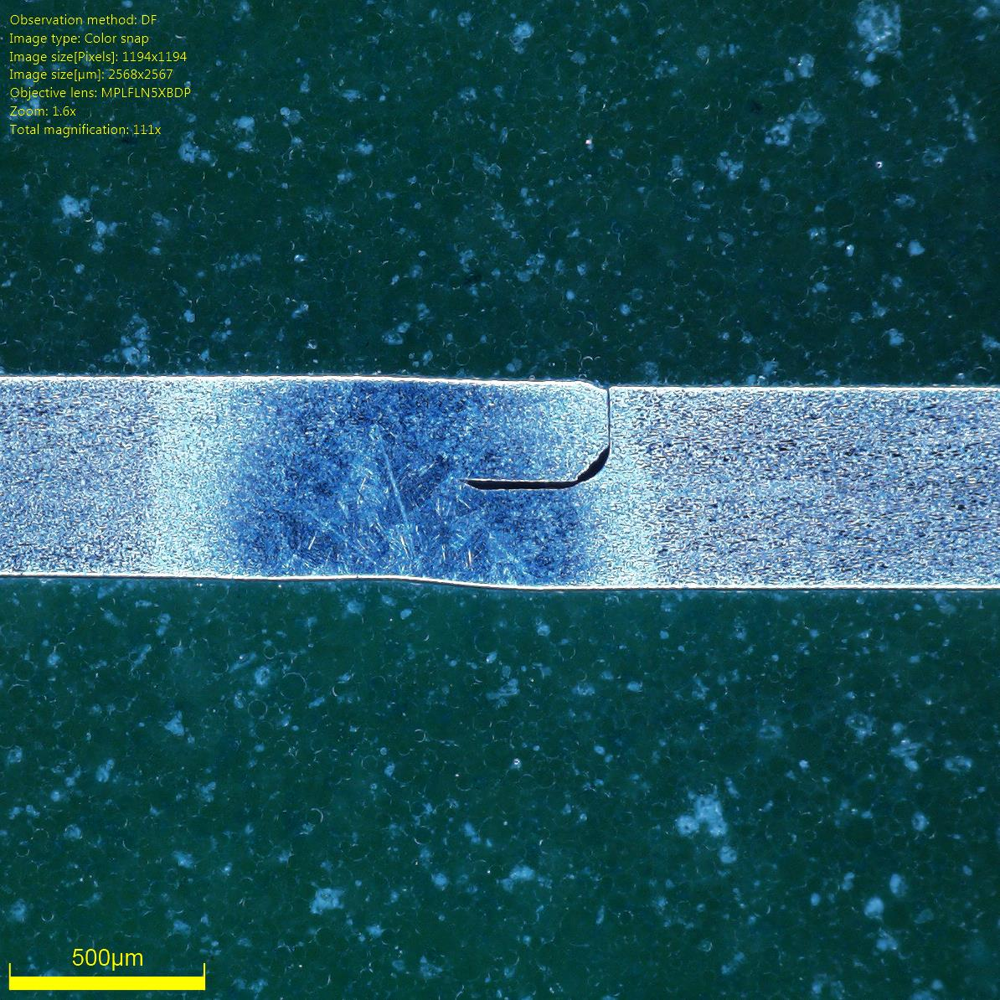 Observation method: DF
Image type: Color snap
Image size[Pixels]: 1194x1194
Image size[µm]: 2568x2567
Objective lens: MPLFLN5XBDP
Zoom: 1.6x
Total magnification: 111x
500µm